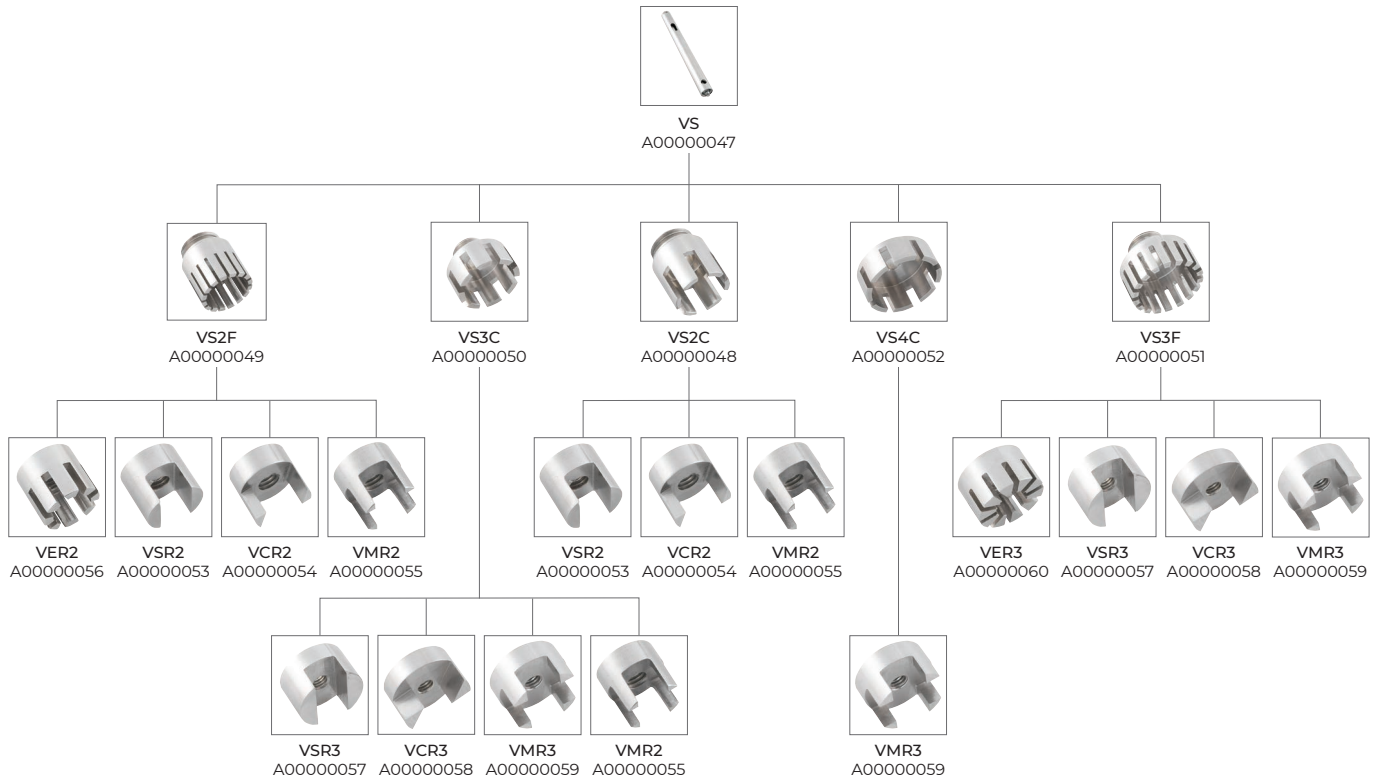 VS
A00000047
VS2F
A00000049
VS3C
A00000050
VS2C
A00000048
VS4C
A00000052
VS3F
A00000051
VER2
A00000056
VSR2
A00000053
VCR2
A00000054
VMR2
A00000055
VSR2
A00000053
VCR2
A00000054
VMR2
A00000055
VER3
A00000060
VSR3
A00000057
VCR3
A00000058
VMR3
A00000059
VSR3
A00000057
VCR3
A00000058
VMR3
A00000059
VMR2
A00000055
VMR3
A00000059